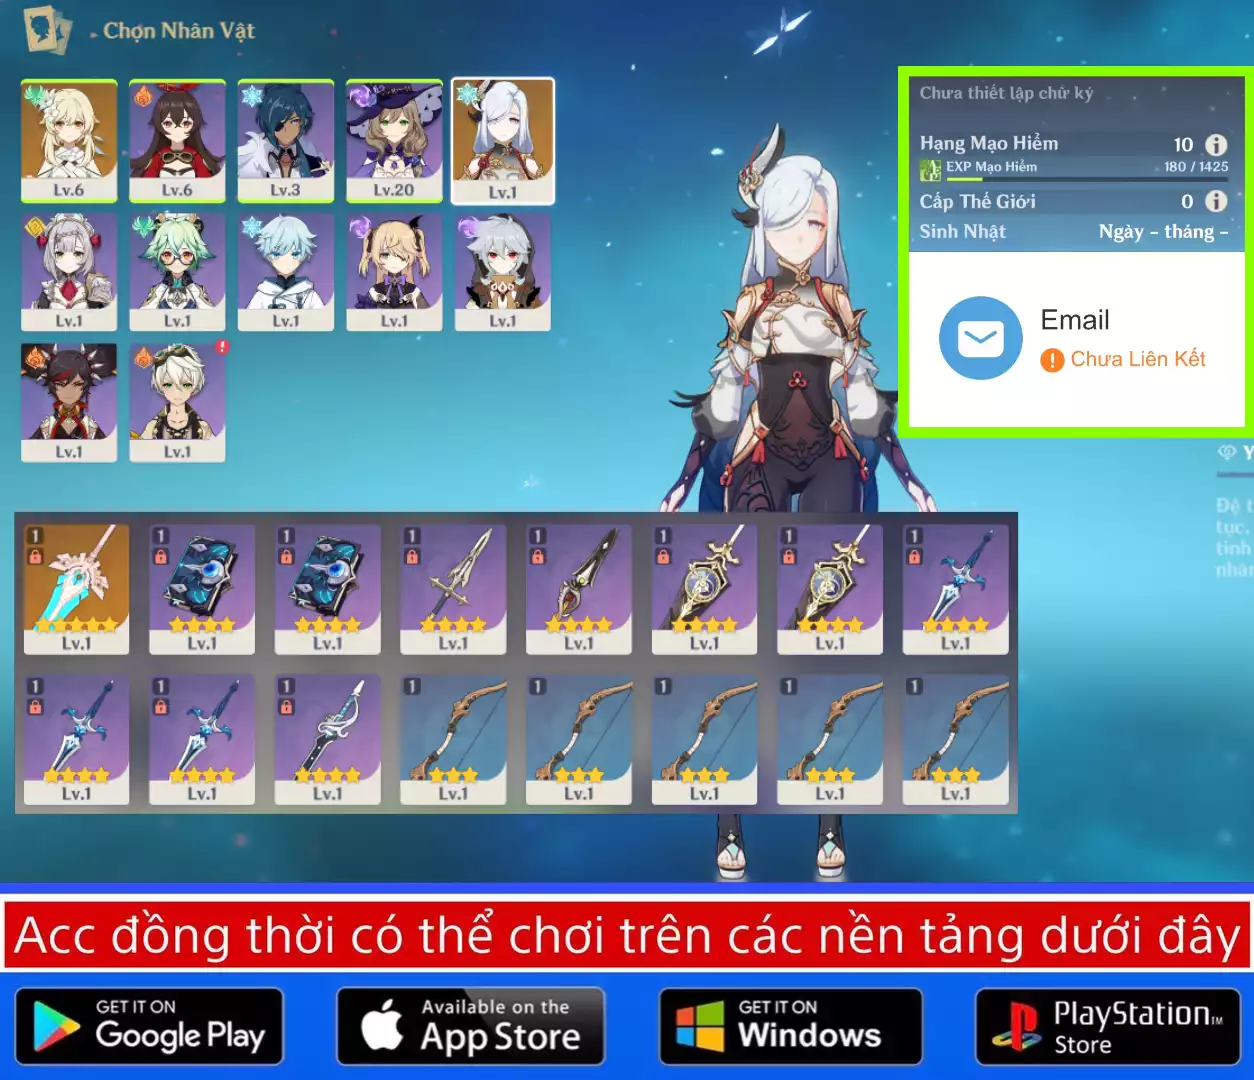 Chọn Nhân Vật
Lv.6
Lv.6
Lv.3
Lv.20
Lv.1
Lv.1
Lv.1
Lv.1
Lv.1
Lv.1
Lv.1
Lv.1
Chưa thiết lập chữ ký
Hạng Mạo Hiểm 10
EXP Mạo Hiểm 180 / 1425
Cấp Thế Giới 0
Sinh Nhật Ngày - tháng -
Email
Chưa Liên Kết
Y
Đệ t
tục,
tinh
nhân
1 1 1 1 1 1 1 1
Lv.1 Lv.1 Lv.1 Lv.1 Lv.1 Lv.1 Lv.1 Lv.1
1 1 1 1 1 1 1 1
Lv.1 Lv.1 Lv.1 Lv.1 Lv.1 Lv.1 Lv.1 Lv.1
Acc đồng thời có thể chơi trên các nền tảng dưới đây
GET IT ON
Google Play
Available on the
App Store
GET IT ON
Windows
PlayStation™
Store